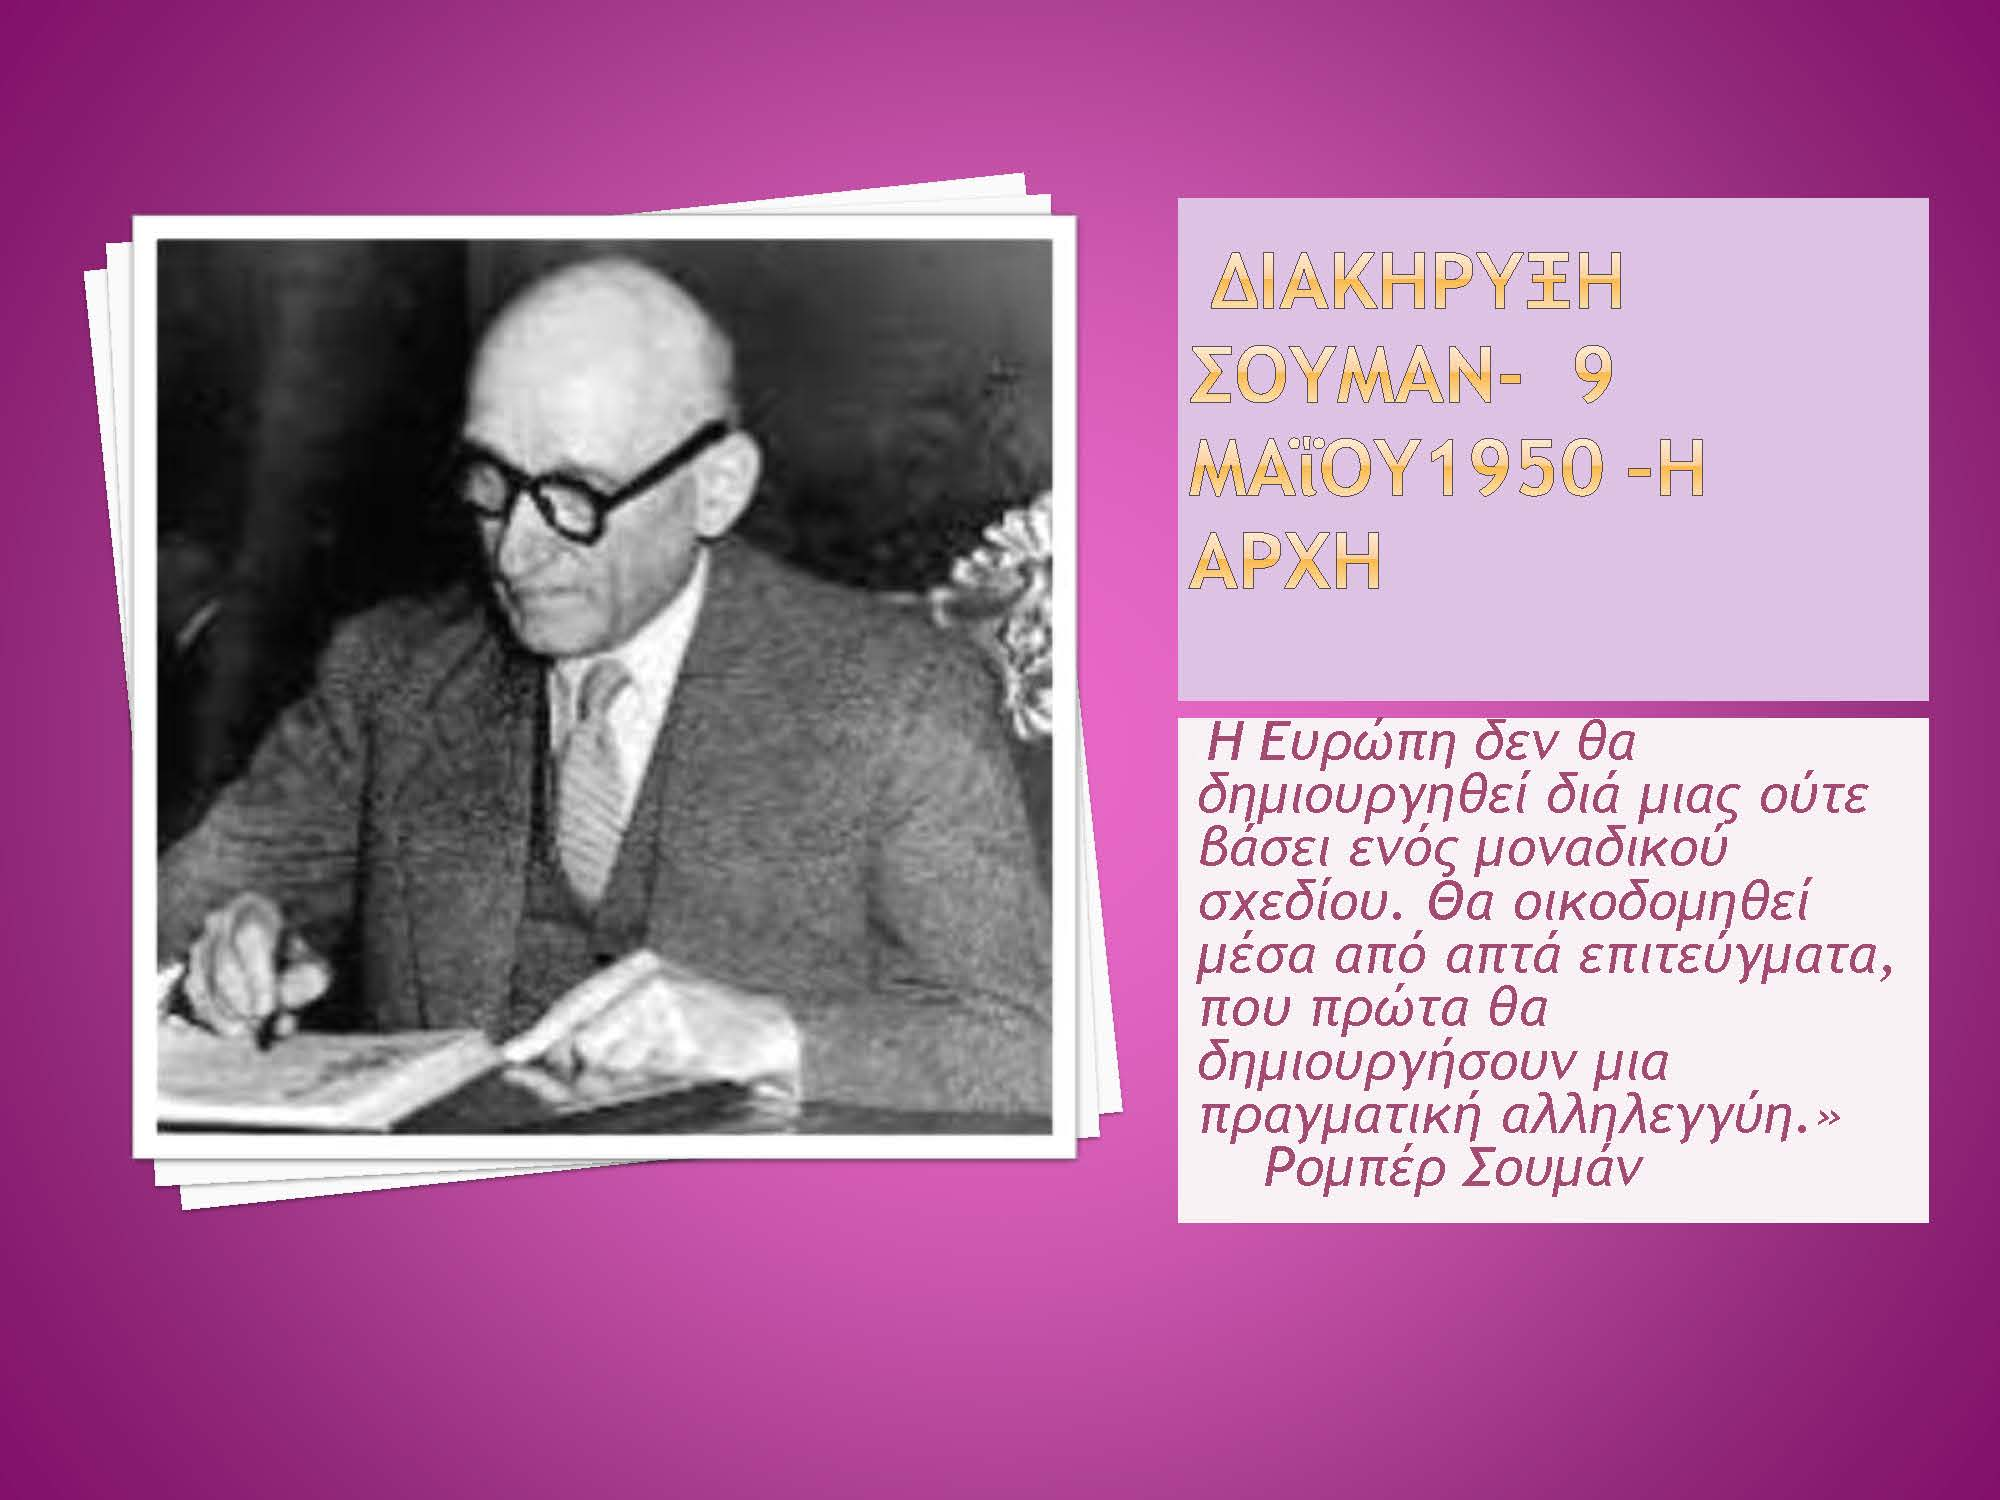 ΔΙΑΚΗΡΥΞΗ
ΣΟΥΜΑΝ- 9
ΜΑΪΟΥ1950 –Η
ΑΡΧΗ
Η Ευρώπη δεν θα
δημιουργηθεί διά μιας ούτε
βάσει ενός μοναδικού
σχεδίου. Θα οικοδομηθεί
μέσα από απτά επιτεύγματα,
που πρώτα θα
δημιουργήσουν μια
πραγματική αλληλεγγύη.»
Ρομπέρ Σουμάν